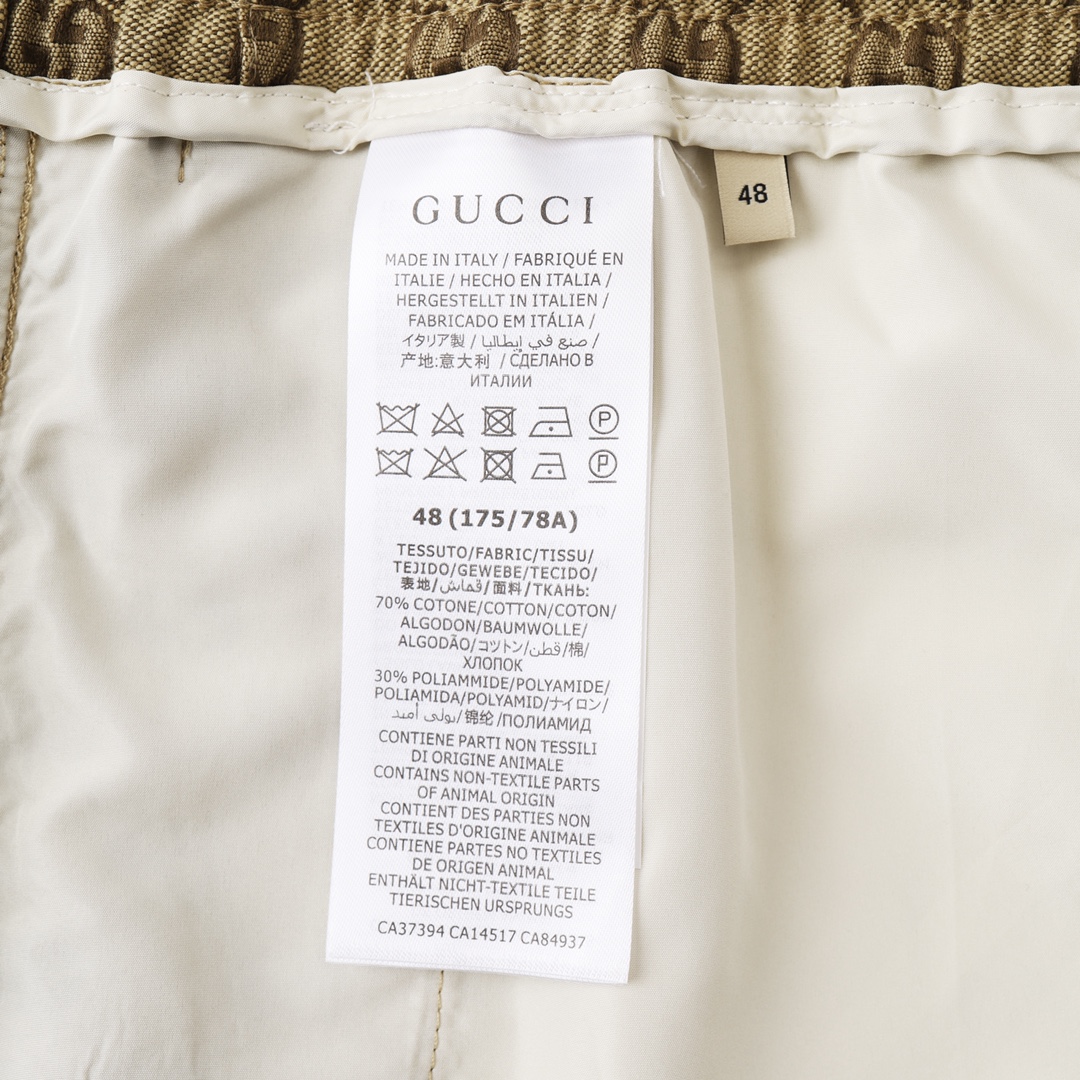 GUCCI
48
MADE IN ITALY / FABRIQUÉ EN
ITALIE / HECHO EN ITALIA /
HERGESTELLT IN ITALIEN /
FABRICADO EM ITÁLIA /
イタリア製 / صنع في إيطاليا /
产地:意大利 / СДЕЛАНО В
ИТАЛИИ
P
P
48 (175/78A)
TESSUTO/FABRIC/TISSU/
TEJIDO/GEWEBE/TECIDO/
表地/قماش/面料/ТКАНЬ:
70% COTONE/COTTON/COTON/
ALGODON/BAUMWOLLE/
ALGODÃO/コットン/قطن/棉/
ХЛОПОК
30% POLIAMMIDE/POLYAMIDE/
POLIAMIDA/POLYAMID/ナイロン/
بولي أميد/锦纶/ПОЛИАМИД
CONTIENE PARTI NON TESSILI
DI ORIGINE ANIMALE
CONTAINS NON-TEXTILE PARTS
OF ANIMAL ORIGIN
CONTIENT DES PARTIES NON
TEXTILES D'ORIGINE ANIMALE
CONTIENE PARTES NO TEXTILES
DE ORIGEN ANIMAL
ENTHÄLT NICHT-TEXTILE TEILE
TIERISCHEN URSPRUNGS
CA37394 CA14517 CA84937